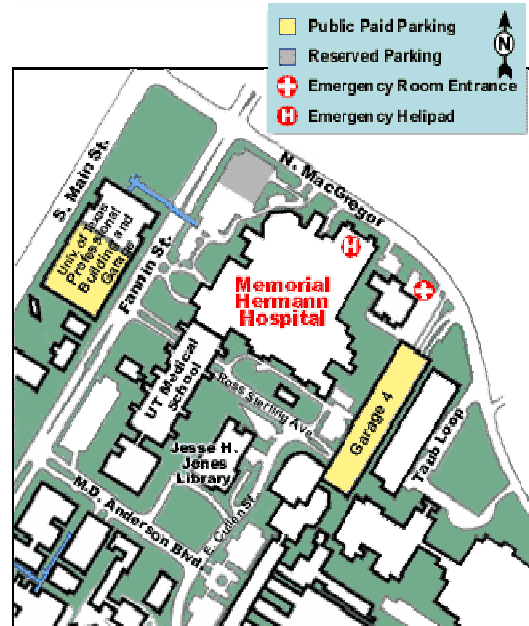 Public Paid Parking
Reserved Parking
Emergency Room Entrance
H Emergency Helipad
N
N. MacGregor
S. Main St.
Univ. of
Professional
Building and
Garage
Fannin St.
H
Memorial
Hermann
Hospital
UT Medical
School
Ross Sterling Ave.
Garage 4
Taub Loop
Jesse H.
Jones
Library
M.D. Anderson Blvd.
E. Cullen St.